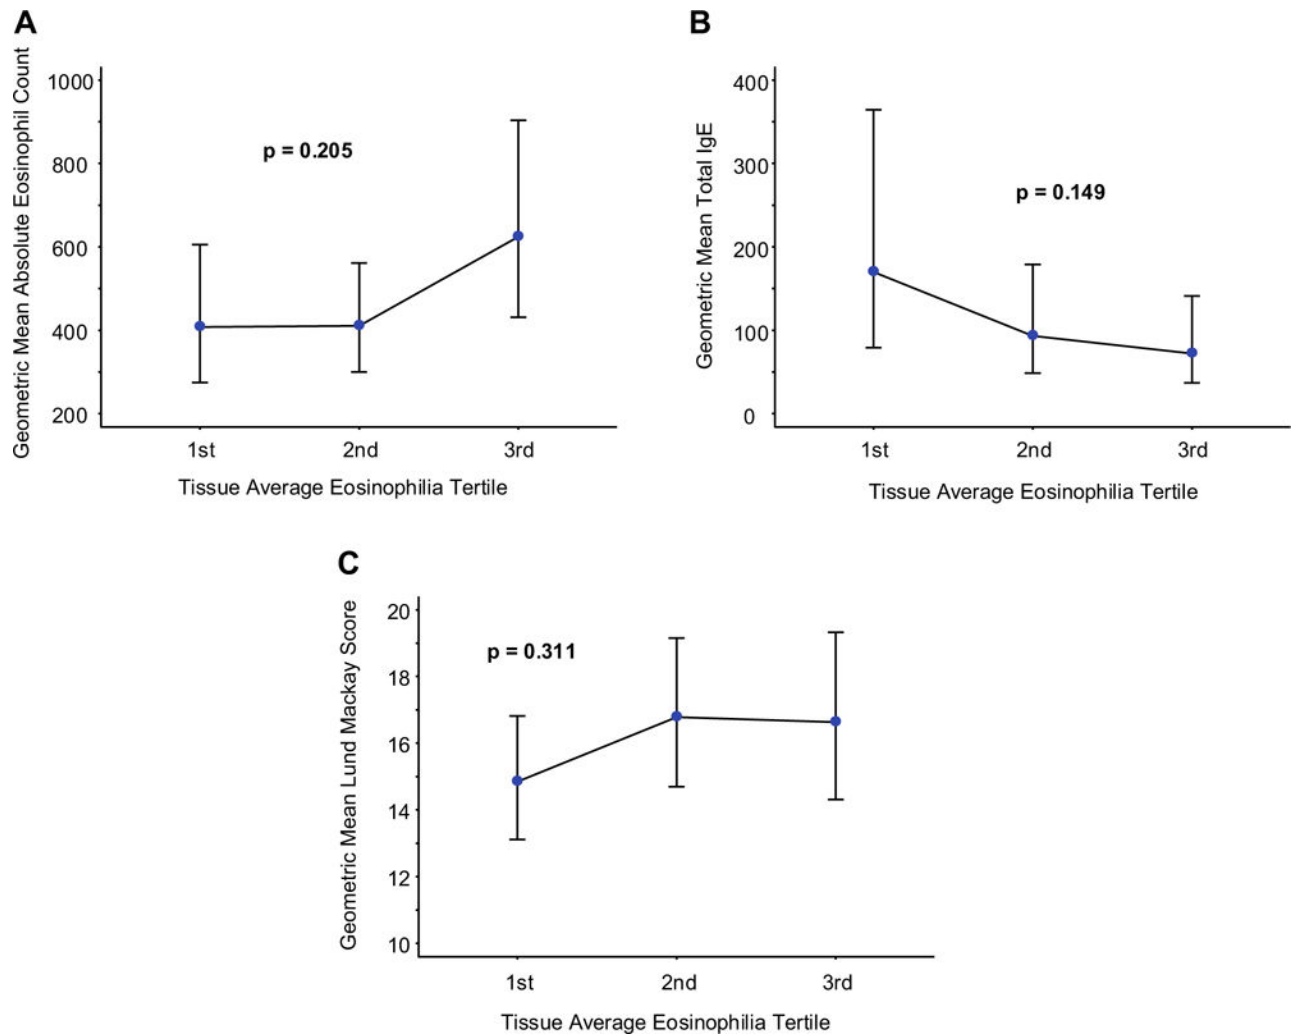 A
Geometric Mean Absolute Eosinophil Count
1000
800
600
400
200
p = 0.205
1st 2nd 3rd
Tissue Average Eosinophilia Tertile
B
Geometric Mean Total IgE
400
300
200
100
0
p = 0.149
1st 2nd 3rd
Tissue Average Eosinophilia Tertile
C
Geometric Mean Lund Mackay Score
20
18
16
14
12
10
p = 0.311
1st 2nd 3rd
Tissue Average Eosinophilia Tertile